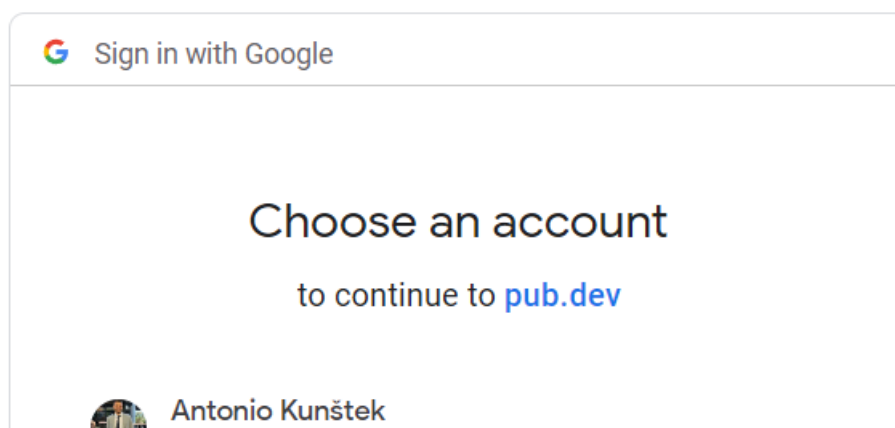 Sign in with Google
Choose an account
to continue to pub.dev
Antonio Kunštek